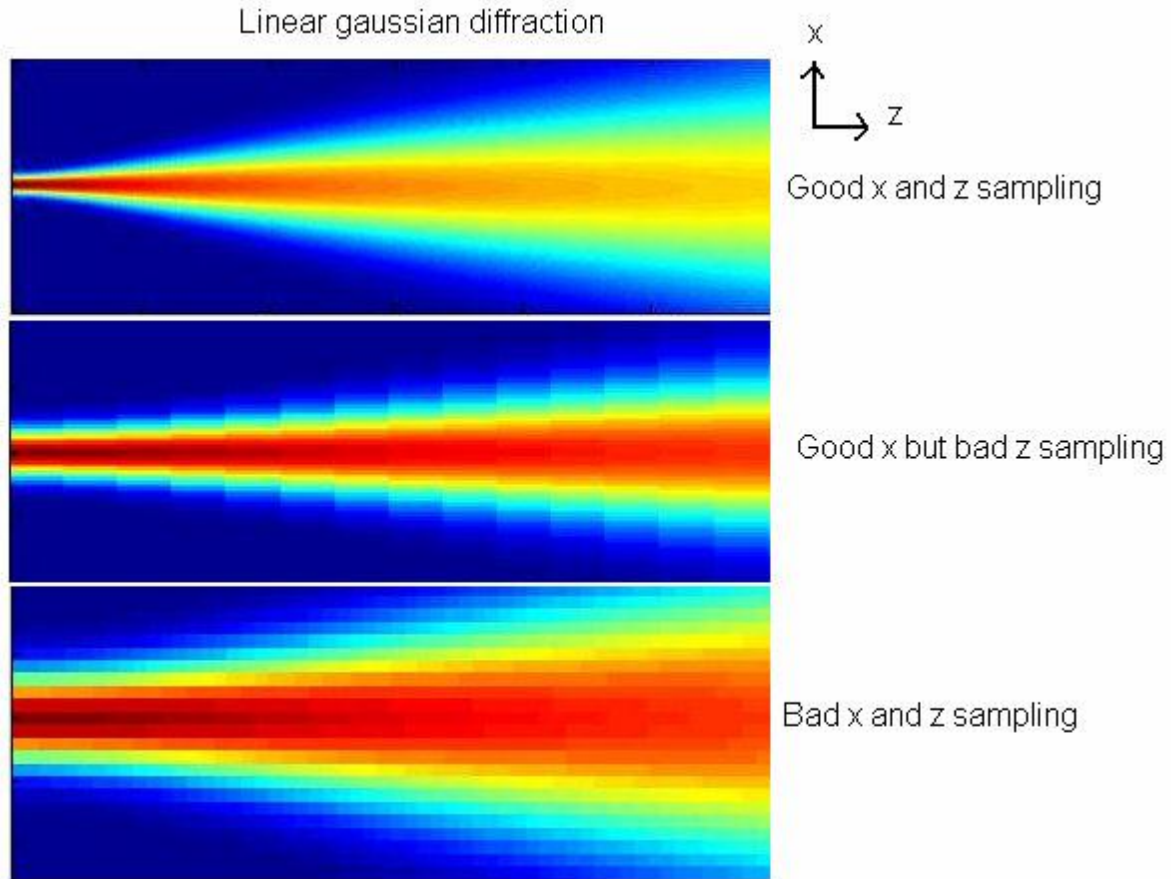 Linear gaussian diffraction
x
z
Good x and z sampling
Good x but bad z sampling
Bad x and z sampling